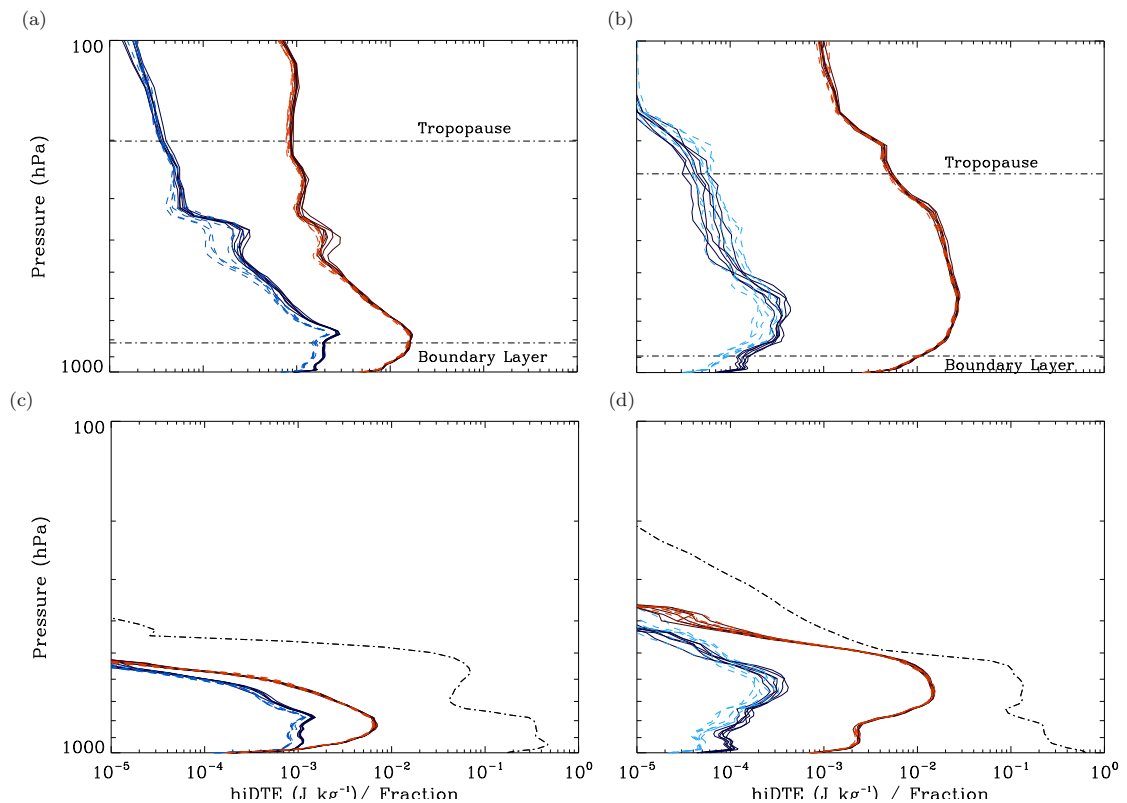 (a)
(b)
100
Tropopause
Tropopause
Pressure (hPa)
Boundary Layer
Boundary Layer
1000
(c)
(d)
100
Pressure (hPa)
1000
10⁻⁵ 10⁻⁴ 10⁻³ 10⁻² 10⁻¹ 10⁰
10⁻⁵ 10⁻⁴ 10⁻³ 10⁻² 10⁻¹ 10⁰
hiDTE (J kg⁻¹)/ Fraction
hiDTE (J kg⁻¹) / Fraction